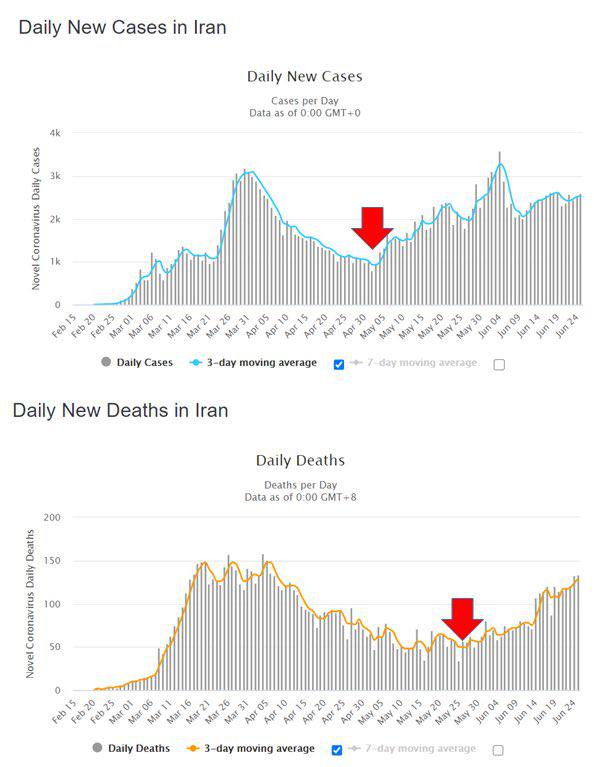 Daily New Cases in Iran
Daily New Cases
Cases per Day
Data as of 0:00 GMT+0
Novel Coronavirus Daily Cases
4k
3k
2k
1k
0
Feb 15 Feb 20 Feb 25 Mar 01 Mar 06 Mar 11 Mar 16 Mar 21 Mar 26 Mar 31 Apr 05 Apr 10 Apr 15 Apr 20 Apr 25 Apr 30 May 05 May 10 May 15 May 20 May 25 May 30 Jun 04 Jun 09 Jun 14 Jun 19 Jun 24
Daily Cases 3-day moving average 7-day moving average
Daily New Deaths in Iran
Daily Deaths
Deaths per Day
Data as of 0:00 GMT+8
Novel Coronavirus Daily Deaths
200
150
100
50
0
Feb 15 Feb 20 Feb 25 Mar 01 Mar 06 Mar 11 Mar 16 Mar 21 Mar 26 Mar 31 Apr 05 Apr 10 Apr 15 Apr 20 Apr 25 Apr 30 May 05 May 10 May 15 May 20 May 25 May 30 Jun 04 Jun 09 Jun 14 Jun 19 Jun 24
Daily Deaths 3-day moving average 7-day moving average